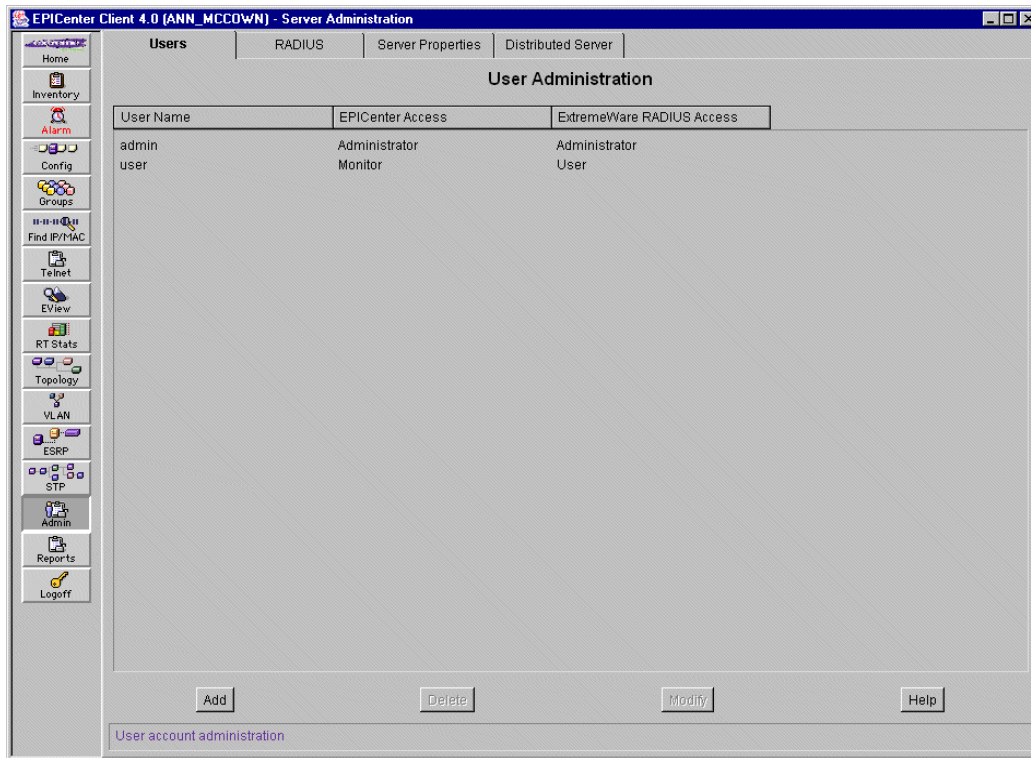 EPICenter Client 4.0 (ANN_MCCOWN) - Server Administration
Home
Inventory
Alarm
Config
Groups
Find IP/MAC
Telnet
EView
RT Stats
Topology
VLAN
ESRP
STP
Admin
Reports
Logoff
Users RADIUS Server Properties Distributed Server
User Administration
User Name EPICenter Access ExtremeWare RADIUS Access
admin Administrator Administrator
user Monitor User
Add Delete Modify Help
User account administration